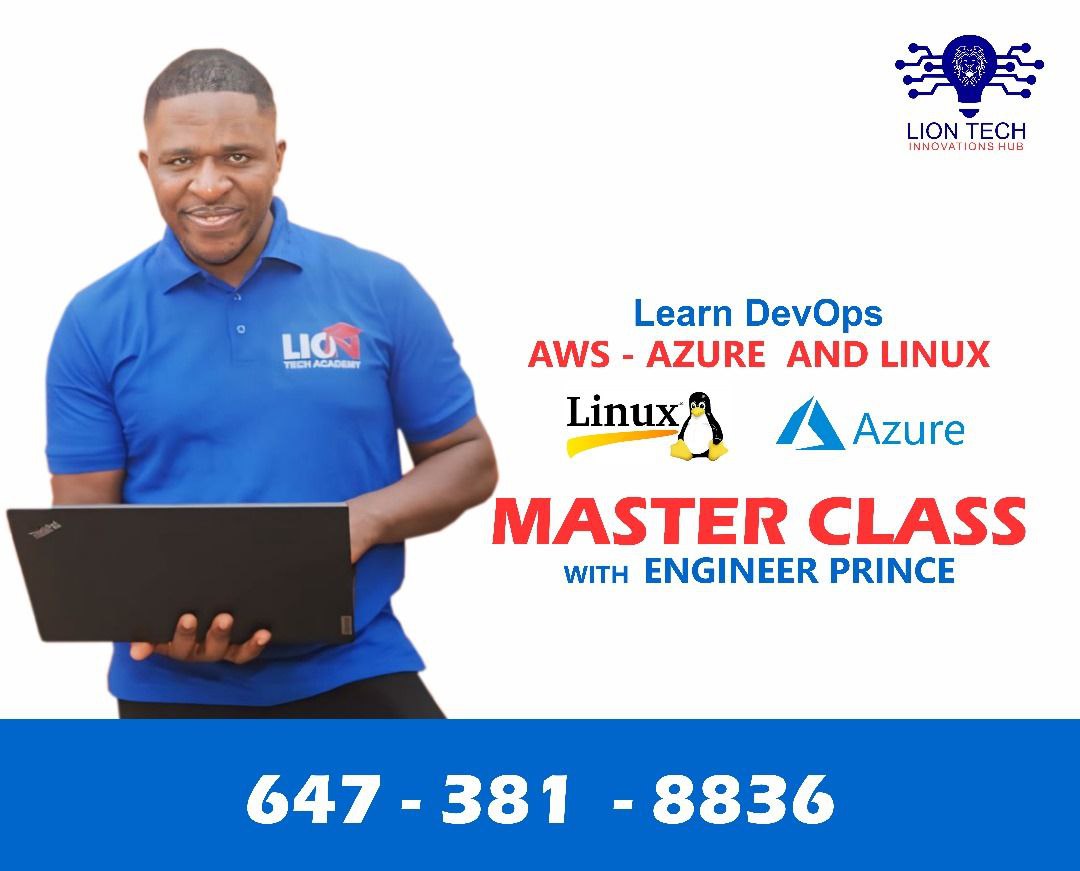 LION TECH
INNOVATIONS HUB
LION
TECH ACADEMY
Learn DevOps
AWS - AZURE AND LINUX
Linux
Azure
MASTER CLASS
WITH ENGINEER PRINCE
ThinkPad
647 - 381 - 8836